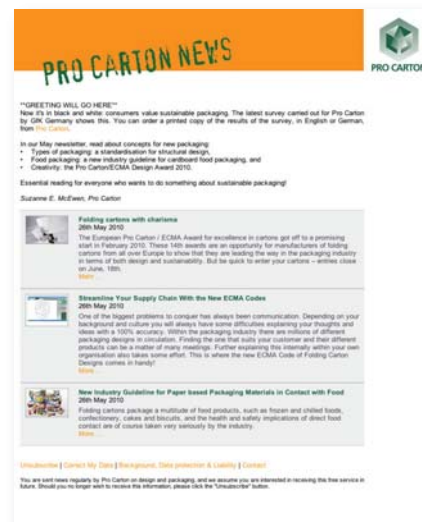 PRO CARTON NEWS
PRO CARTON
**GREETING WILL GO HERE**
Now it's in black and white: consumers value sustainable packaging. The latest survey carried out for Pro Carton
by GfK Germany shows this. You can order a printed copy of the results of the survey, in English or German,
from Pro Carton.
In our May newsletter, read about concepts for new packaging:
• Types of packaging: a standardisation for structural design,
• Food packaging: a new industry guideline for cardboard food packaging, and
• Creativity: the Pro Carton/ECMA Design Award 2010.
Essential reading for everyone who wants to do something about sustainable packaging!
Suzanne E. McEwen, Pro Carton
Folding cartons with charisma
26th May 2010
The European Pro Carton / ECMA Award for excellence in cartons got off to a promising
start in February 2010. These 14th awards are an opportunity for manufacturers of folding
cartons from all over Europe to show that they are leading the way in the packaging industry
in terms of both design and sustainability. But be quick to enter your cartons – entries close
on June, 18th.
More ...
Streamline Your Supply Chain With the New ECMA Codes
26th May 2010
One of the biggest problems to conquer has always been communication. Depending on your
background and culture you will always have some difficulties explaining your thoughts and
ideas with a 100% accuracy. Within the packaging industry there are millions of different
packaging designs in circulation. Finding the one that suits your customer and their different
products can be a matter of many meetings. Further explaining this internally within your own
organisation also takes some effort. This is where the new ECMA Code of Folding Carton
Designs comes in handy!
More ...
New Industry Guideline for Paper based Packaging Materials in Contact with Food
26th May 2010
Folding cartons package a multitude of food products, such as frozen and chilled foods,
confectionery, cakes and biscuits, and the health and safety implications of direct food
contact are of course taken very seriously by the industry.
More ...
Unsubscribe | Correct My Data | Background, Data protection & Liability | Contact
You are sent news regularly by Pro Carton on design and packaging, and we assume you are interested in receiving this free service in
future. Should you no longer wish to receive this information, please click the "Unsubscribe" button.